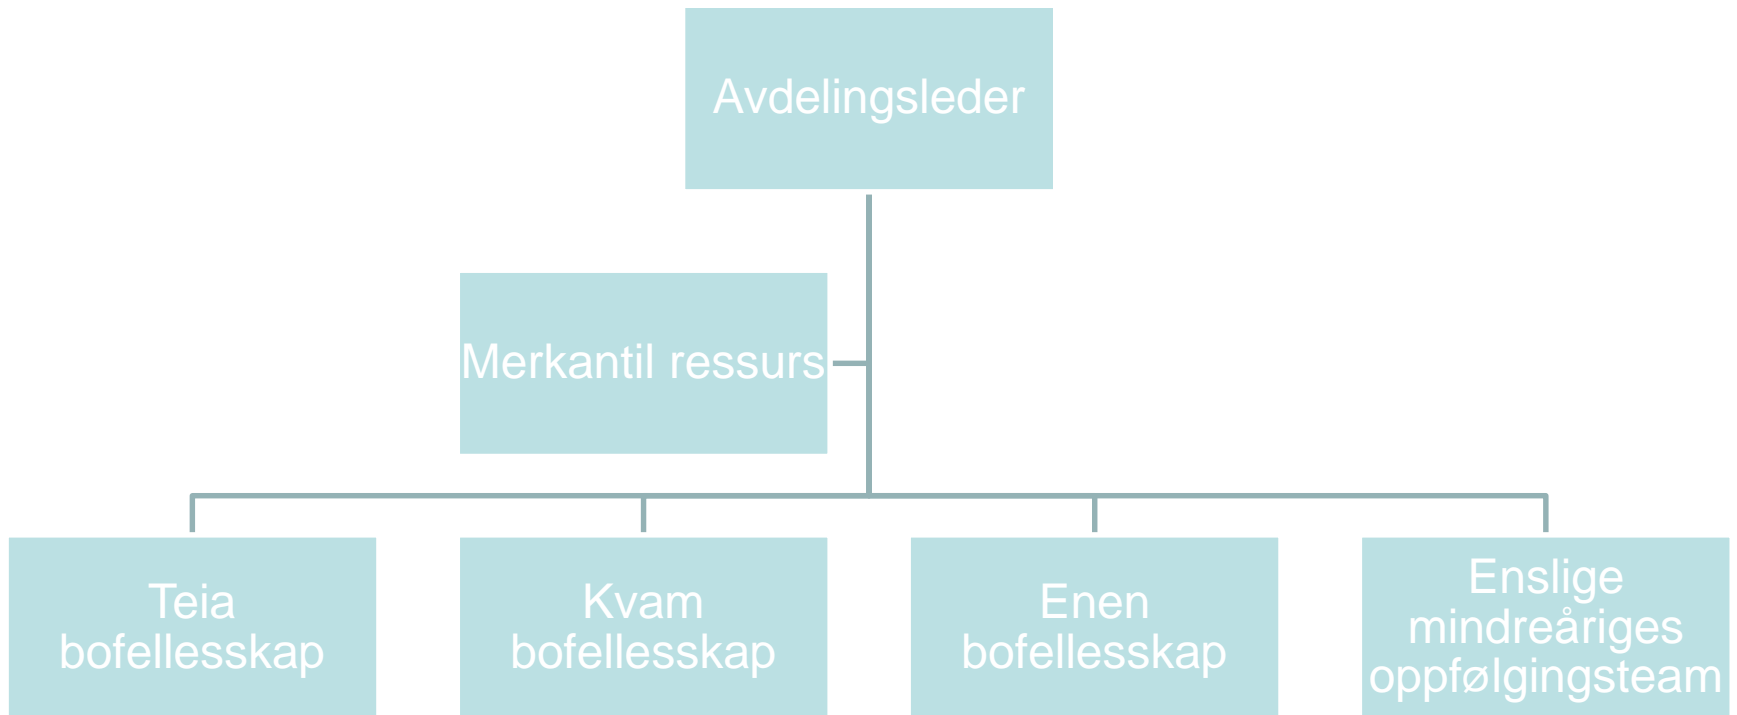 Avdelingsleder
Merkantil ressurs
Teia
bofellesskap
Kvam
bofellesskap
Enen
bofellesskap
Enslige
mindreåriges
oppfølgingsteam